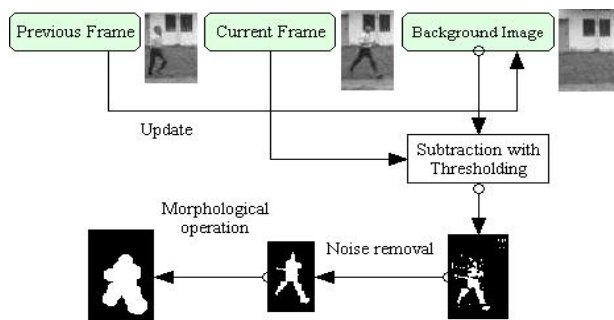 Previous Frame
Current Frame
Background Image
Update
Subtraction with
Thresholding
Morphological
operation
Noise removal